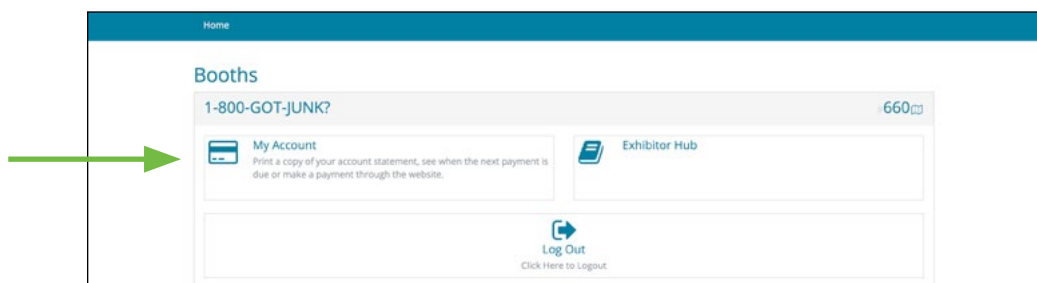 Home
Booths
1-800-GOT-JUNK?
660
My Account
Print a copy of your account statement, see when the next payment is
due or make a payment through the website.
Exhibitor Hub
Log Out
Click Here to Logout